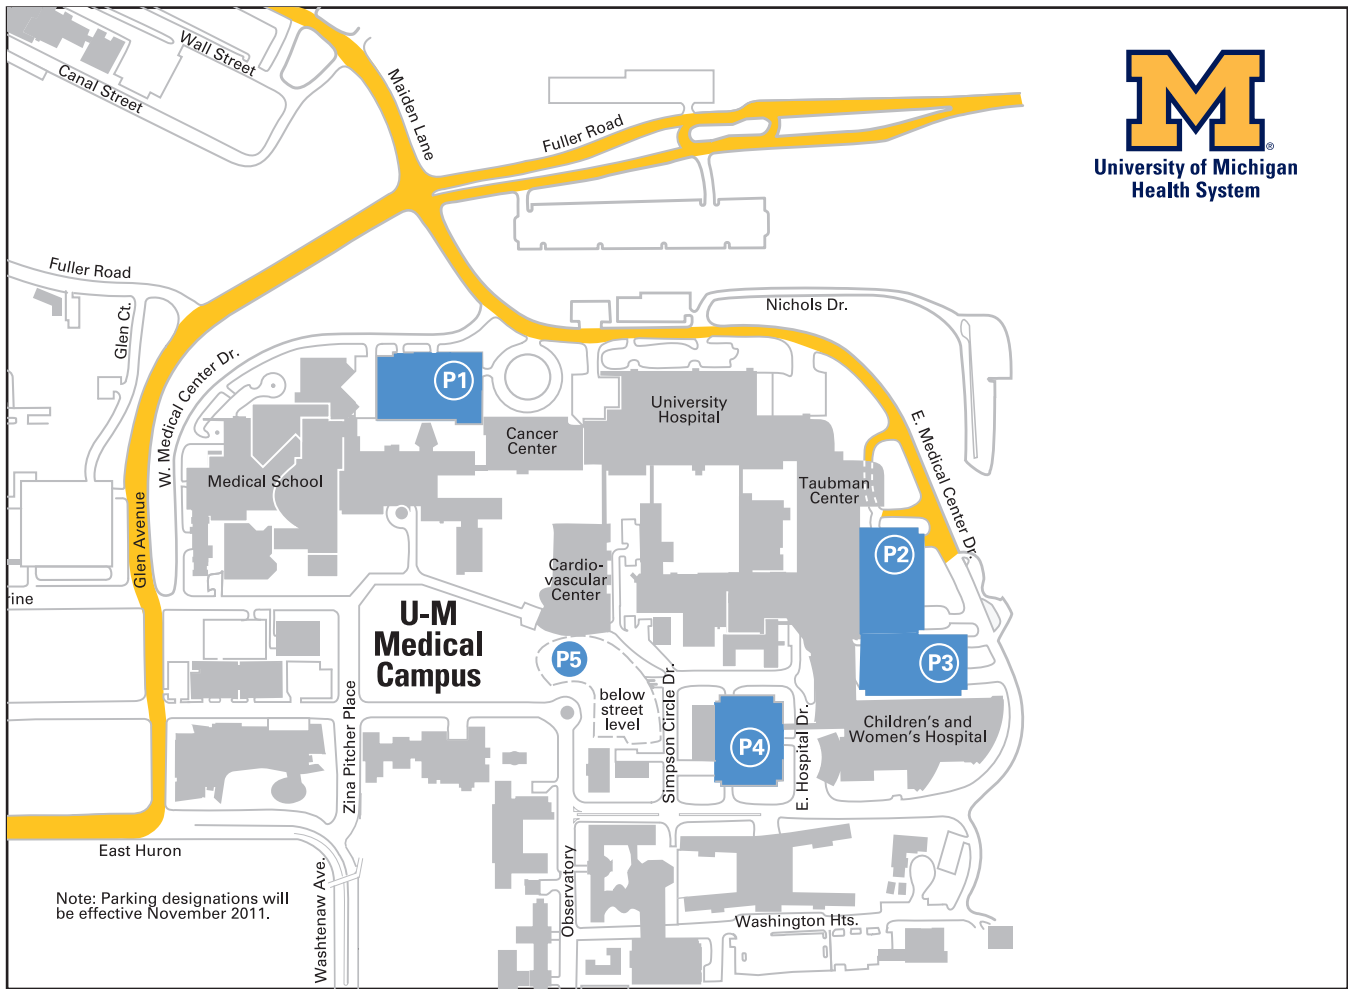 Wall Street
Canal Street
Maiden Lane
Fuller Road
M
®
University of Michigan
Health System
Fuller Road
Glen Ct.
Nichols Dr.
W. Medical Center Dr.
P1
University
Hospital
Cancer
Center
E. Medical Center Dr.
Medical School
Taubman
Center
Glen Avenue
P2
Cardio-
vascular
Center
rine
U-M
Medical
Campus
P5
P3
below
street
level
Simpson Circle Dr.
Zina Pitcher Place
P4
E. Hospital Dr.
Children's and
Women's Hospital
East Huron
Note: Parking designations will
be effective November 2011.
Washtenaw Ave.
Observatory
Washington Hts.